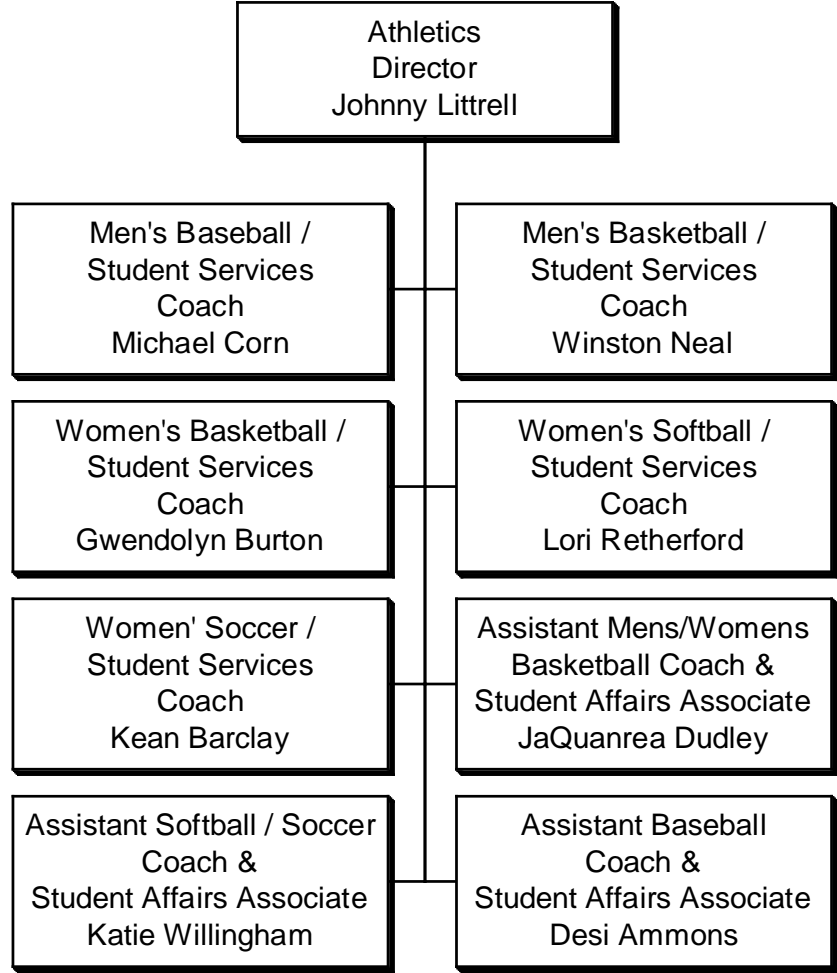 Athletics
Director
Johnny Littrell
Men's Baseball /
Student Services
Coach
Michael Corn
Men's Basketball /
Student Services
Coach
Winston Neal
Women's Basketball /
Student Services
Coach
Gwendolyn Burton
Women's Softball /
Student Services
Coach
Lori Retherford
Women' Soccer /
Student Services
Coach
Kean Barclay
Assistant Mens/Womens
Basketball Coach &
Student Affairs Associate
JaQuanrea Dudley
Assistant Softball / Soccer
Coach &
Student Affairs Associate
Katie Willingham
Assistant Baseball
Coach &
Student Affairs Associate
Desi Ammons